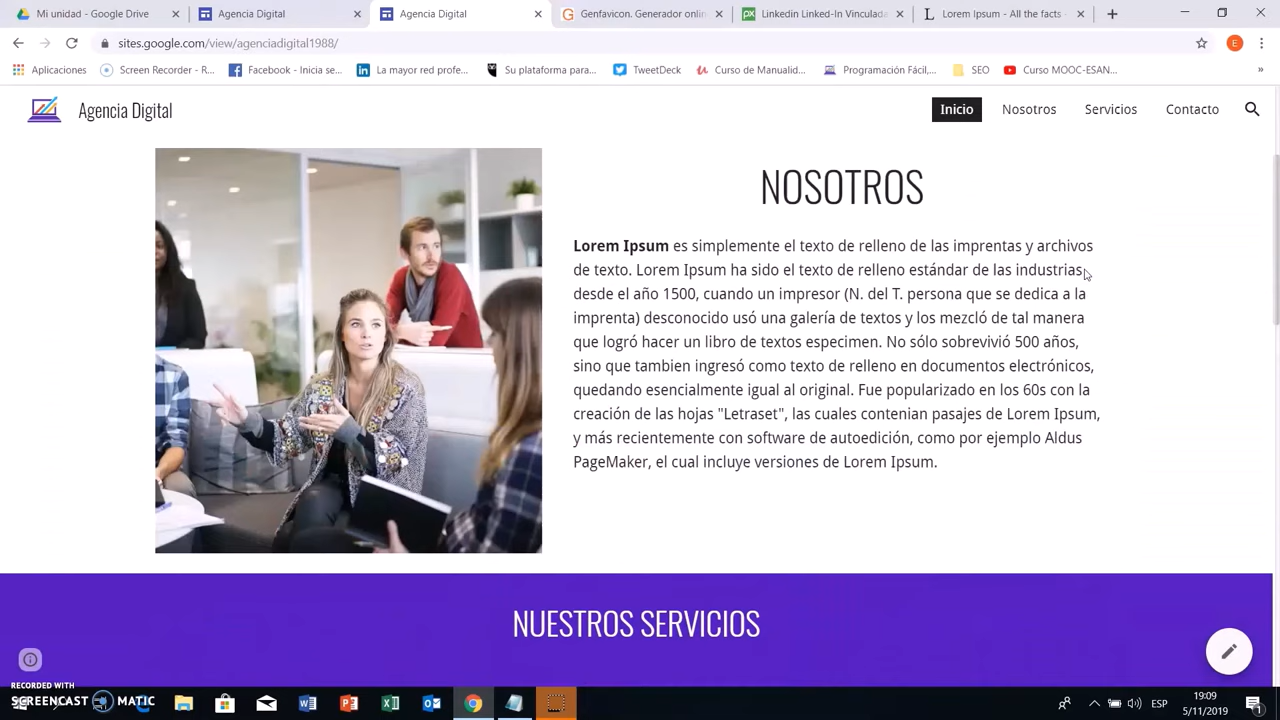 Mi unidad - Google Drive
Agencia Digital
Agencia Digital
Genfavicon. Generador onlin
Linkedin Linked-In Vinculada
Lorem Ipsum - All the facts -
sites.google.com/view/agenciadigital1988/
E
Aplicaciones
Screen Recorder - R...
Facebook - Inicia se...
La mayor red profe...
Su plataforma para...
TweetDeck
Curso de Manualid...
Programación Fácil,...
SEO
Curso MOOC-ESAN...
»
Agencia Digital
Inicio
Nosotros
Servicios
Contacto
NOSOTROS
Lorem Ipsum es simplemente el texto de relleno de las imprentas y archivos
de texto. Lorem Ipsum ha sido el texto de relleno estándar de las industrias
desde el año 1500, cuando un impresor (N. del T. persona que se dedica a la
imprenta) desconocido usó una galería de textos y los mezcló de tal manera
que logró hacer un libro de textos especimen. No sólo sobrevivió 500 años,
sino que tambien ingresó como texto de relleno en documentos electrónicos,
quedando esencialmente igual al original. Fue popularizado en los 60s con la
creación de las hojas "Letraset", las cuales contenian pasajes de Lorem Ipsum,
y más recientemente con software de autoedición, como por ejemplo Aldus
PageMaker, el cual incluye versiones de Lorem Ipsum.
NUESTROS SERVICIOS
RECORDED WITH
SCREENCAST MATIC
ESP
19:09
5/11/2019